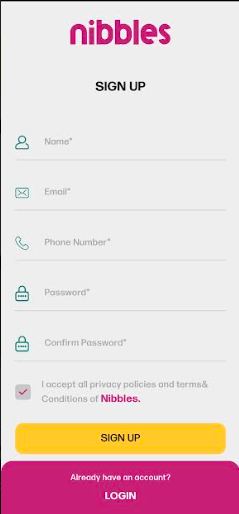 nibbles
SIGN UP
Name*
Email*
Phone Number*
Password*
Confirm Password*
I accept all privacy policies and terms&
Conditions of Nibbles.
SIGN UP
Already have an account?
LOGIN